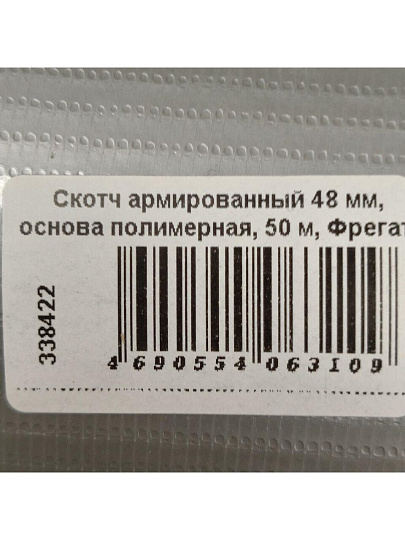 Скотч армированный 48 мм,
основа полимерная, 50 м, Фрегат
338422
4 690554 063109